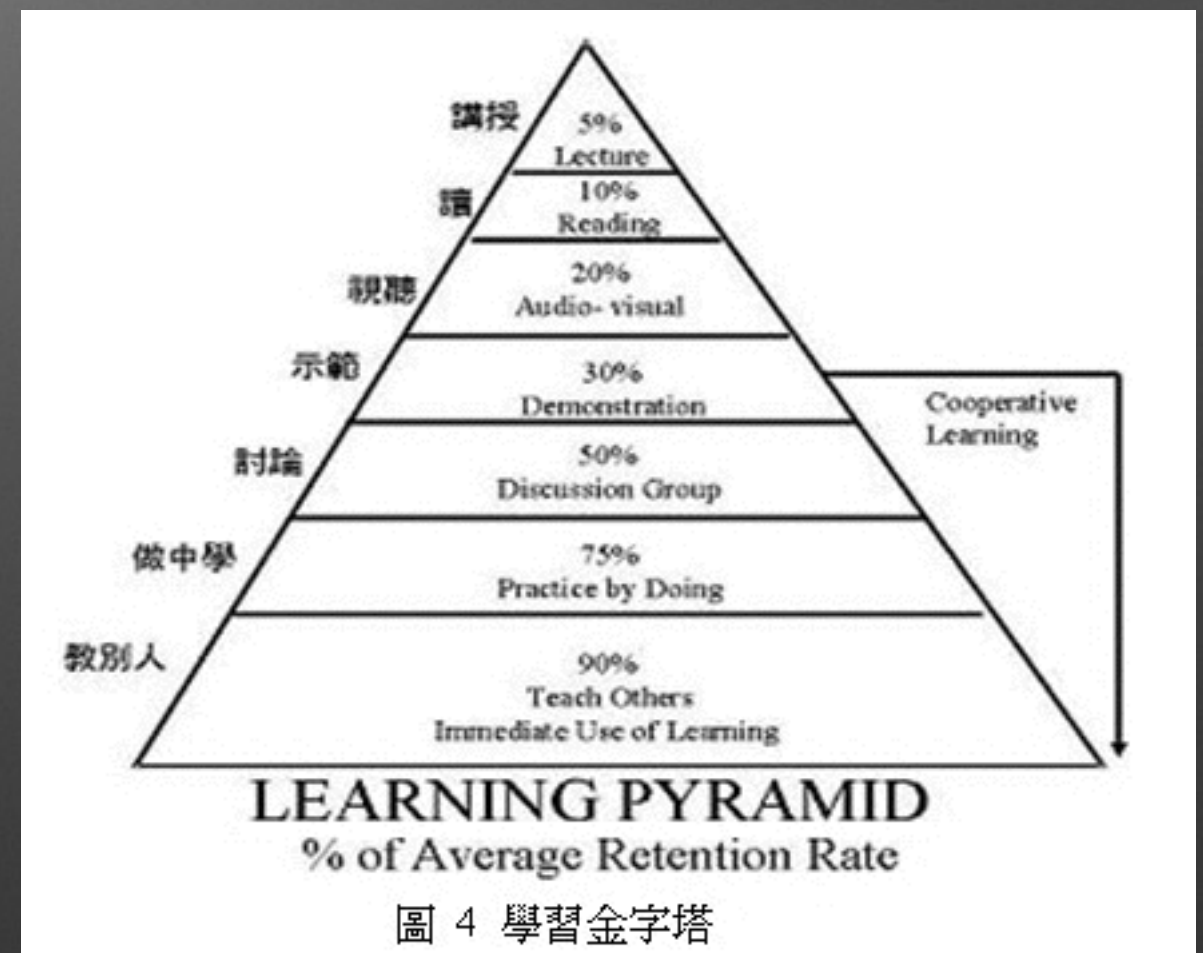 講授
5%
Lecture
讀
10%
Reading
視聽
20%
Audio- visual
示範
30%
Demonstration
Cooperative
Learning
討論
50%
Discussion Group
做中學
75%
Practice by Doing
教別人
90%
Teach Others
Immediate Use of Learning
LEARNING PYRAMID
% of Average Retention Rate
圖 4 學習金字塔